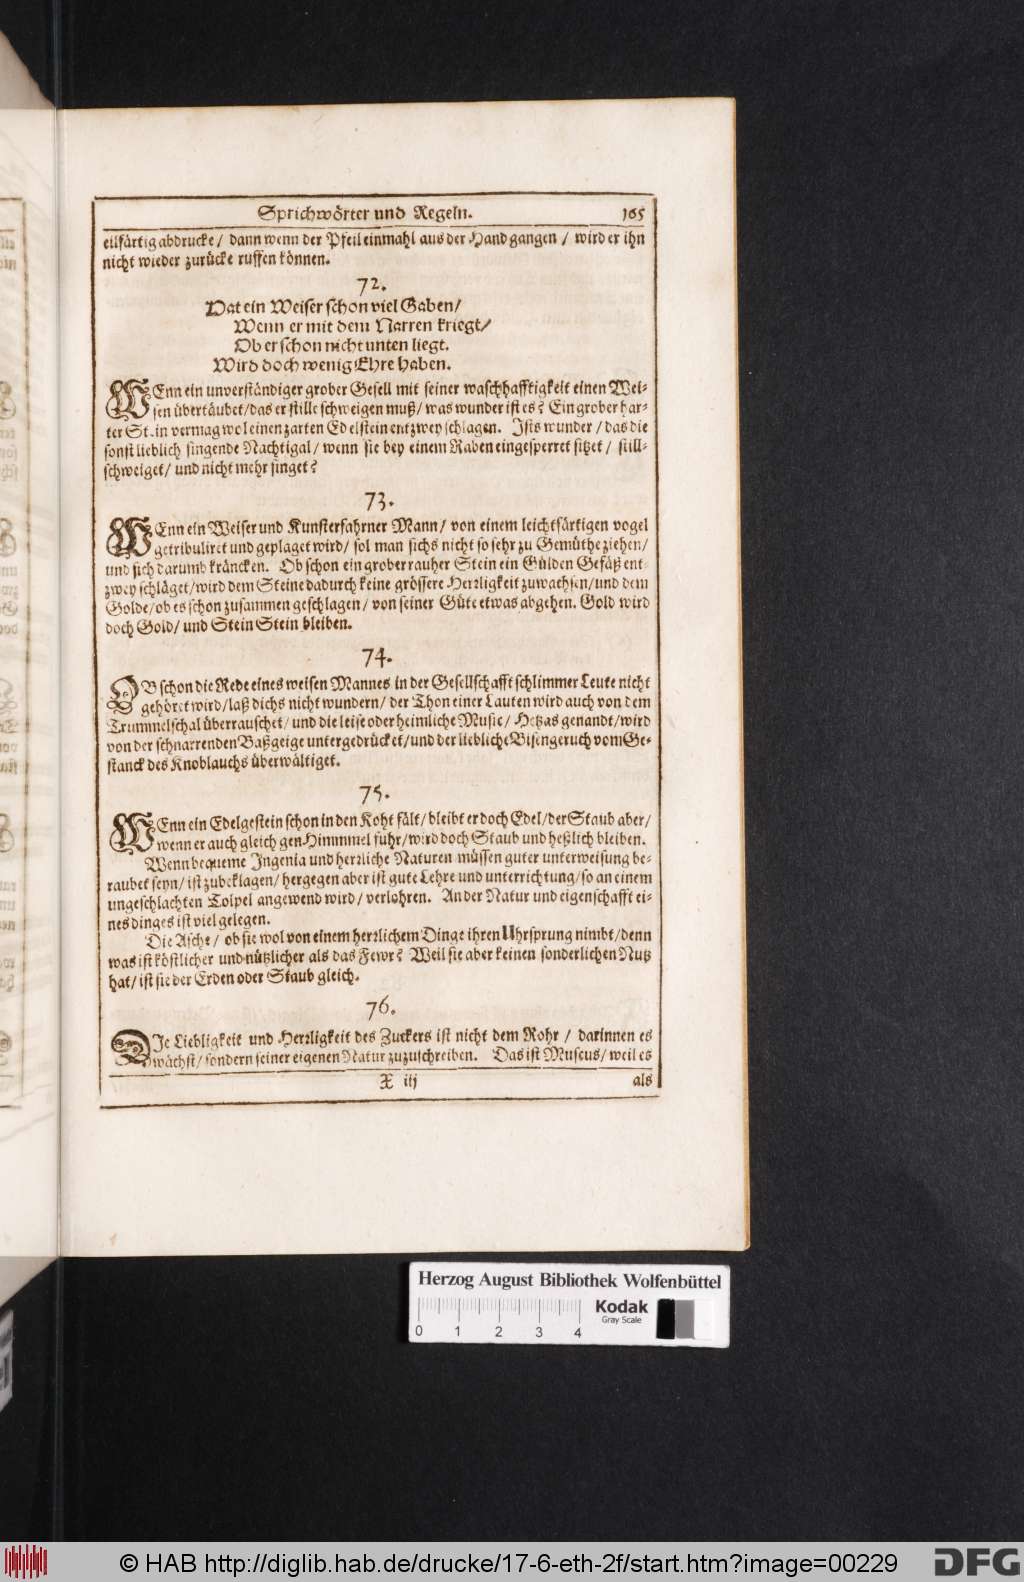 Sprichwörter und Regeln. 165
eilfärtig abdrucke / dann wenn der Pfeil einmahl aus der Hand gangen / wird er ihn
nicht wieder zurücke ruffen können.
72.
Hat ein Weiser schon viel Gaben /
Wenn er mit dem Narren kriegt /
Ob er schon nicht unten liegt.
Wird doch wenig Ehre haben.
WEnn ein unverständiger grober Gesell mit seiner waschhafftigkeit einen Wei-
sen übertäubet / das er stille schweigen muß / was wunder ist es? Ein grober har-
ter Stein vermag wol einen zarten Edelstein entzwey schlagen. Ists wunder / das die
sonst lieblich singende Nachtigal / wenn sie bey einem Raben eingesperret sitzet / still-
schweiget / und nicht mehr singet?
73.
WEnn ein Weiser und Kunsterfahrner Mann / von einem leichtfärtigen vogel
getribuliret und geplaget wird / sol man sichs nicht so sehr zu Gemüthe ziehen /
und sich darumb kräncken. Ob schon ein grober rauher Stein ein Gülden Gefäß ent-
zwey schläget / wird dem Steine dadurch keine grössere Herrligkeit zuwachsen / und dem
Golde / ob es schon zusammen geschlagen / von seiner Güte etwas abgehen. Gold wird
doch Gold / und Stein Stein bleiben.
74.
OB schon die Rede eines weisen Mannes in der Gesellschafft schlimmer Leute nicht
gehöret wird / laß dichs nicht wundern / der Thon einer Lauten wird auch von dem
Trummelschal überrauschet / und die leise oder heimliche Music / Hetzas genandt / wird
von der schnarrenden Baßgeige untergedrücket / und der liebliche Bisengeruch vom Ge-
stanck des Knoblauchs überwältiget.
75.
WEnn ein Edelgestein schon in den Koht fält / bleibt er doch Edel / der Staub aber /
wenn er auch gleich gen Himmmel führ / wird doch Staub und heßlich bleiben.
Wenn bequeme Ingenia und herrliche Naturen müssen guter unterweisung be-
raubet seyn / ist zubeklagen / hergegen aber ist gute Lehre und unterrichtung / so an einem
ungeschlachten Tölpel angewend wird / verlohren. An der Natur und eigenschafft ei-
nes dinges ist viel gelegen.
Die Asche / ob sie wol von einem herrlichem Dinge ihren Uhrsprung nimbt / denn
was ist köstlicher und nützlicher als das Fewr? Weil sie aber keinen sonderlichen Nutz
hat / ist sie der Erden oder Staub gleich.
76.
DIe Liebligkeit und Herrligkeit des Zuckers ist nicht dem Rohr / darinnen es
wächst / sondern seiner eigenen Natur zuzuschreiben. Das ist Muscus / weil es
X iij als
Herzog August Bibliothek Wolfenbüttel
Kodak
Gray Scale
0 1 2 3 4
© HAB http://diglib.hab.de/drucke/17-6-eth-2f/start.htm?image=00229
DFG